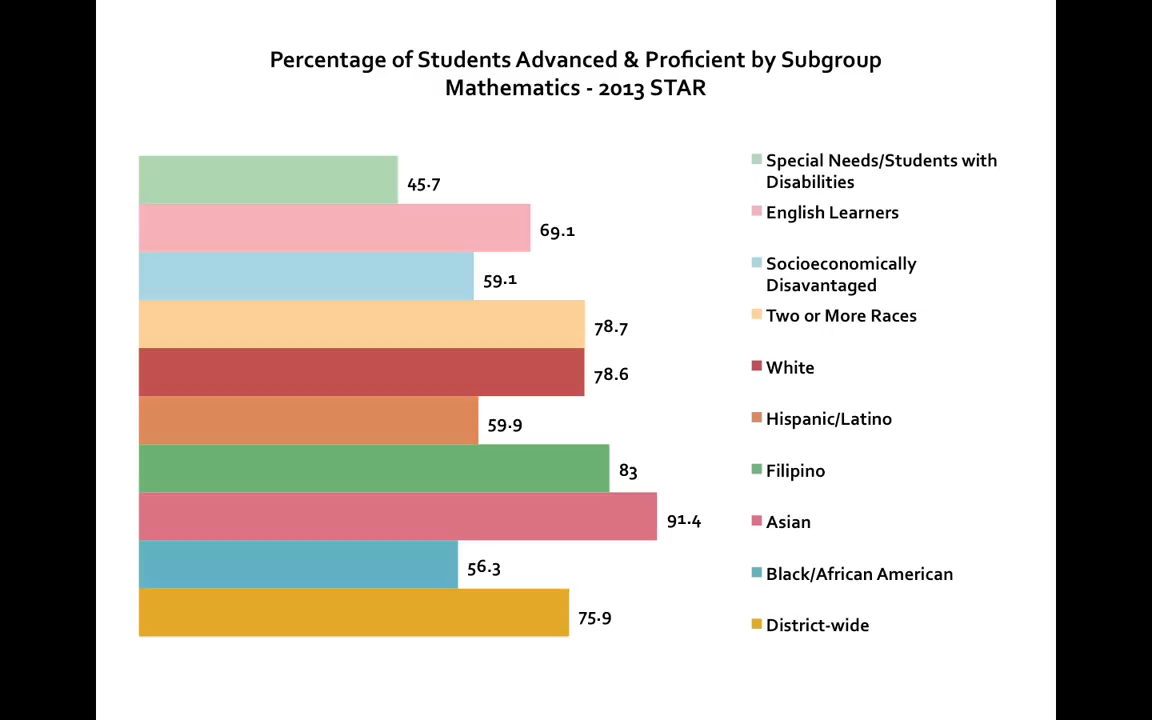 Percentage of Students Advanced & Proficient by Subgroup
Mathematics - 2013 STAR
45.7
69.1
59.1
78.7
78.6
59.9
83
91.4
56.3
75.9
Special Needs/Students with
Disabilities
English Learners
Socioeconomically
Disavantaged
Two or More Races
White
Hispanic/Latino
Filipino
Asian
Black/African American
District-wide